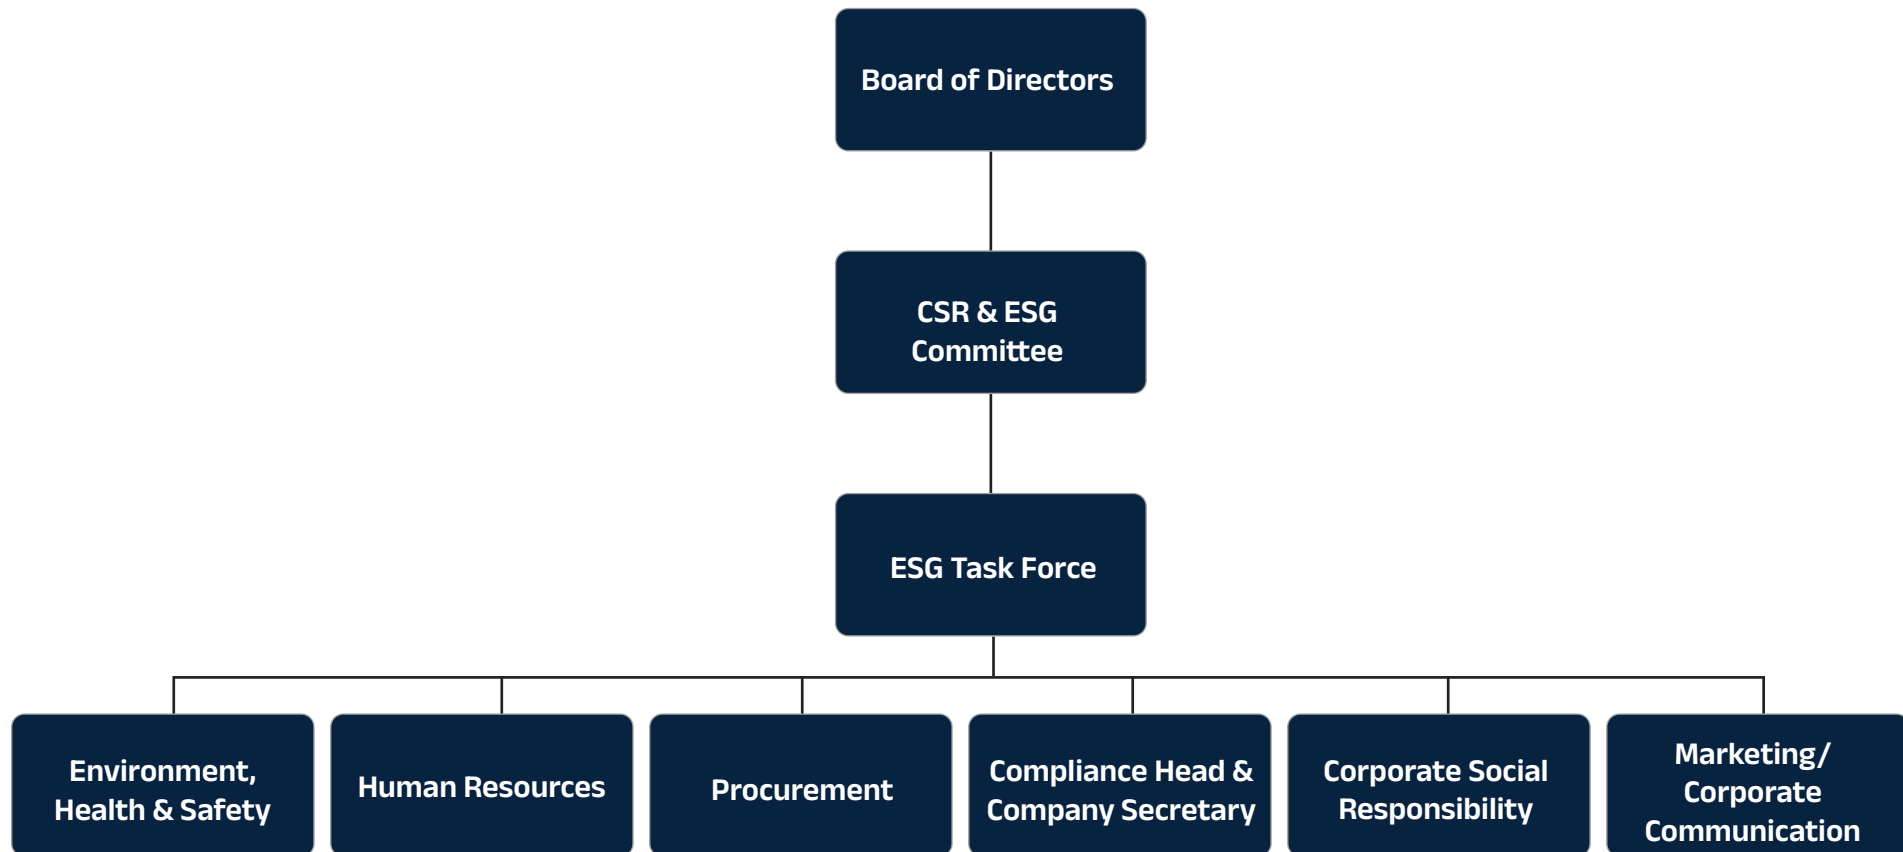 Board of Directors
CSR & ESG
Committee
ESG Task Force
Environment,
Health & Safety
Human Resources
Procurement
Compliance Head &
Company Secretary
Corporate Social
Responsibility
Marketing/
Corporate
Communication